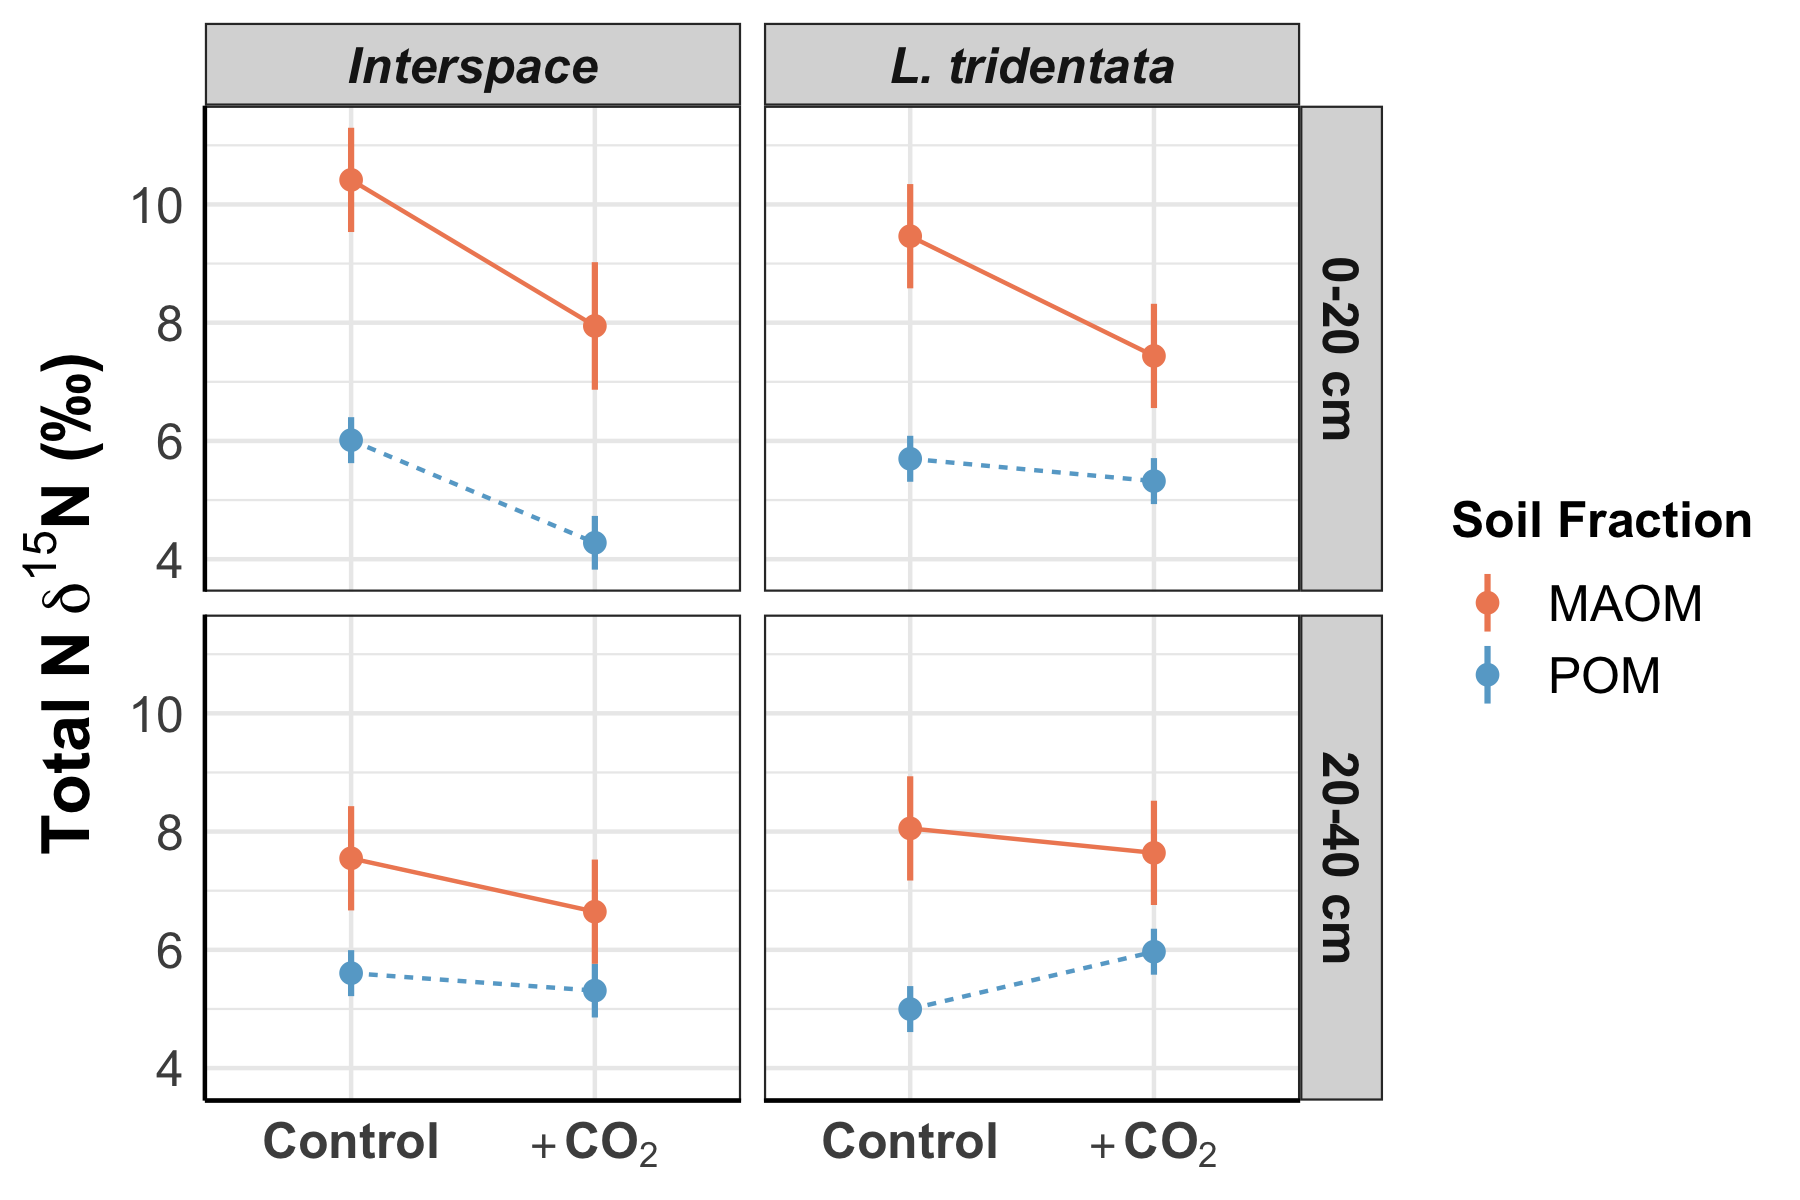 Interspace
L. tridentata
Total N δ ¹⁵N (‰)
10
8
6
4
0-20 cm
10
8
6
4
20-40 cm
Control
+CO₂
Control
+CO₂
Soil Fraction
MAOM
POM